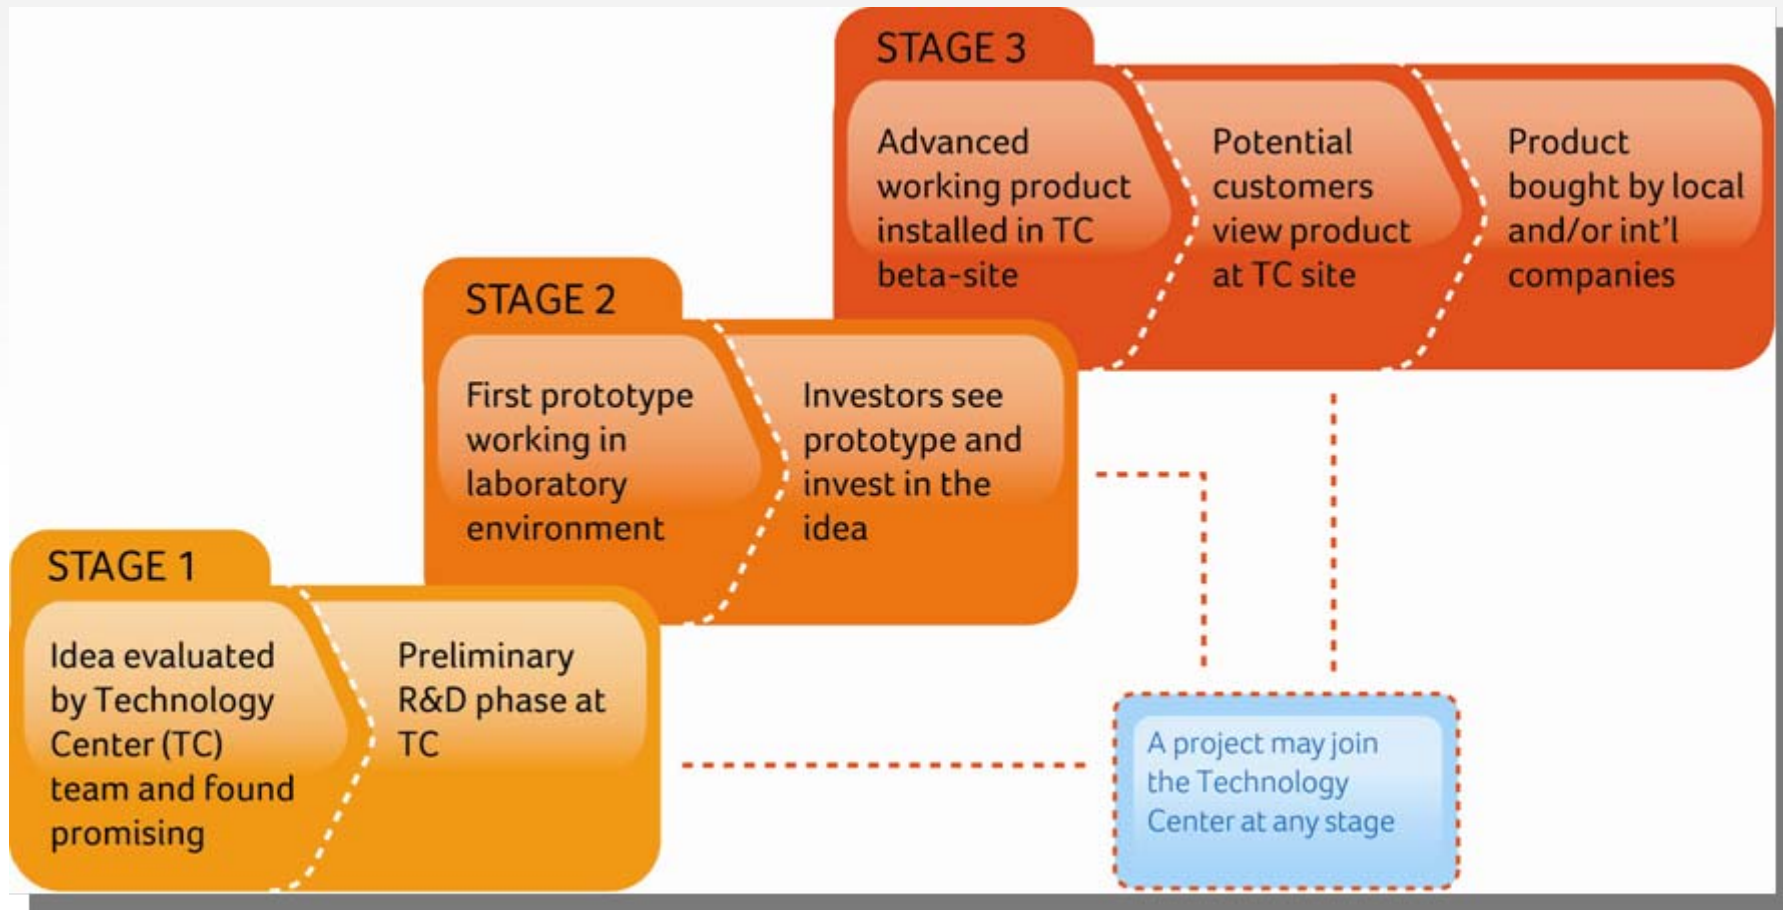 STAGE 3
Advanced
working product
installed in TC
beta-site
Potential
customers
view product
at TC site
Product
bought by local
and/or int'l
companies
STAGE 2
First prototype
working in
laboratory
environment
Investors see
prototype and
invest in the
idea
STAGE 1
Idea evaluated
by Technology
Center (TC)
team and found
promising
Preliminary
R&D phase at
TC
A project may join
the Technology
Center at any stage